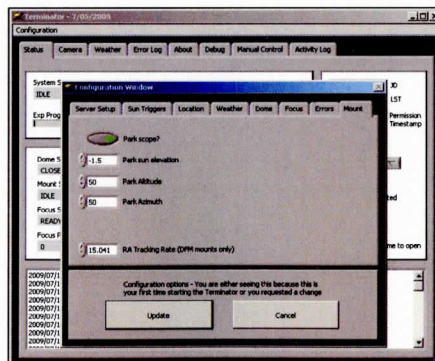 Terminator - 7/05/2009
Configuration
Status Camera Weather Error Log About Debug Manual Control Activity Log
System S
IDLE
Exp Prog
JD
LST
Permission
Timestamp
Configuration Window
Server Setup Sun Triggers Location Weather Dome Focus Errors Mount
Park scope?
-1.5 Park sun elevation
50 Park Altitude
50 Park Azimuth
15.041 RA Tracking Rate (DFM mounts only)
Configuration options - You are either seeing this because this is
your first time starting the Terminator or you requested a change
Update Cancel
Dome S
CLOSE
Mount S
IDLE
Focus S
READY
Focus P
0
ted
me to open
2009/07/1
2009/07/1
2009/07/1
2009/07/1
2009/07/1
2009/07/1
2009/07/1